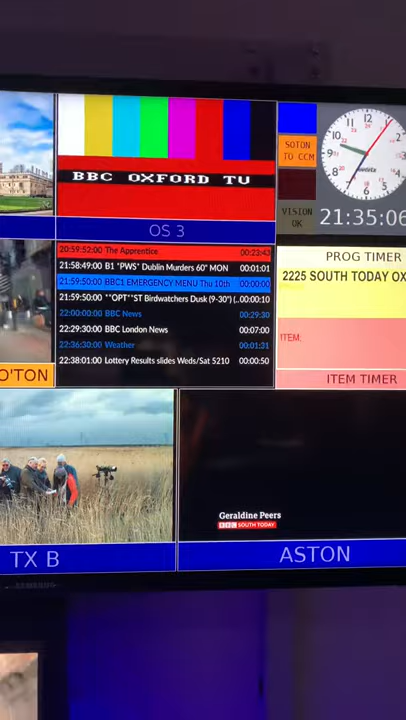 BBC OXFORD TU
OS 3
SOTON
TO CCM
VISION
OK
21:35:06
20:59:52:00 The Apprentice 00:23:43
21:58:49:00 B1 *PWS* Dublin Murders 60" MON 00:01:01
21:59:50:00 BBC1 EMERGENCY MENU Thu 10th 00:00:00
21:59:50:00 **OPT**ST Birdwatchers Dusk (9-30") (..00:00:10
22:00:00:00 BBC News 00:29:30
22:29:30:00 BBC London News 00:07:00
22:36:30:00 Weather 00:01:31
22:38:01:00 Lottery Results slides Weds/Sat 5210 00:00:50
PROG TIMER
2225 SOUTH TODAY OX
ITEM:
ITEM TIMER
O'TON
Geraldine Peers
BBC SOUTH TODAY
TX B
ASTON
SAMSUNG